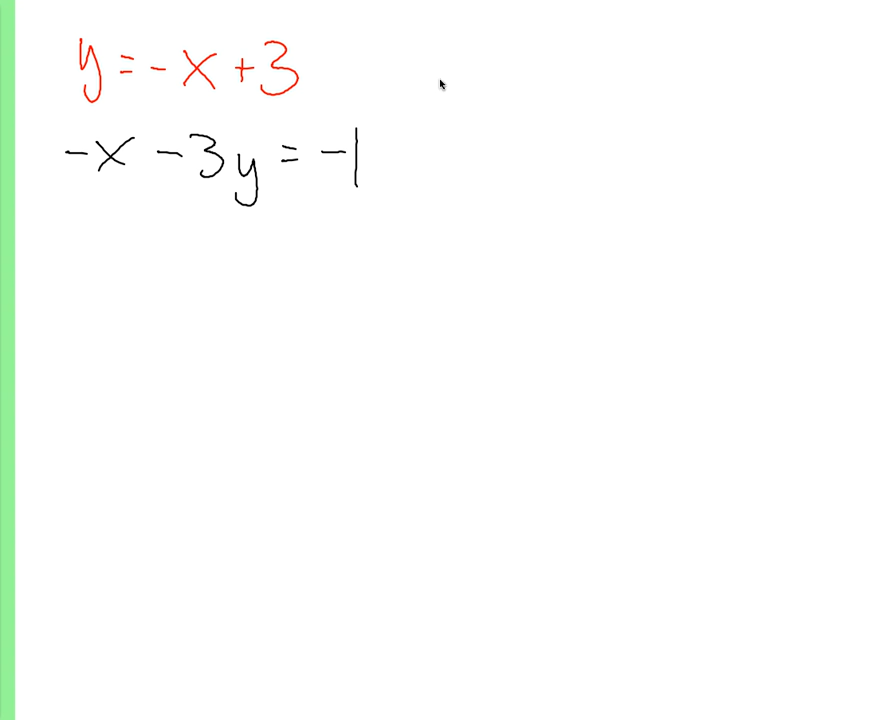 y = -x + 3
-x - 3y = -1